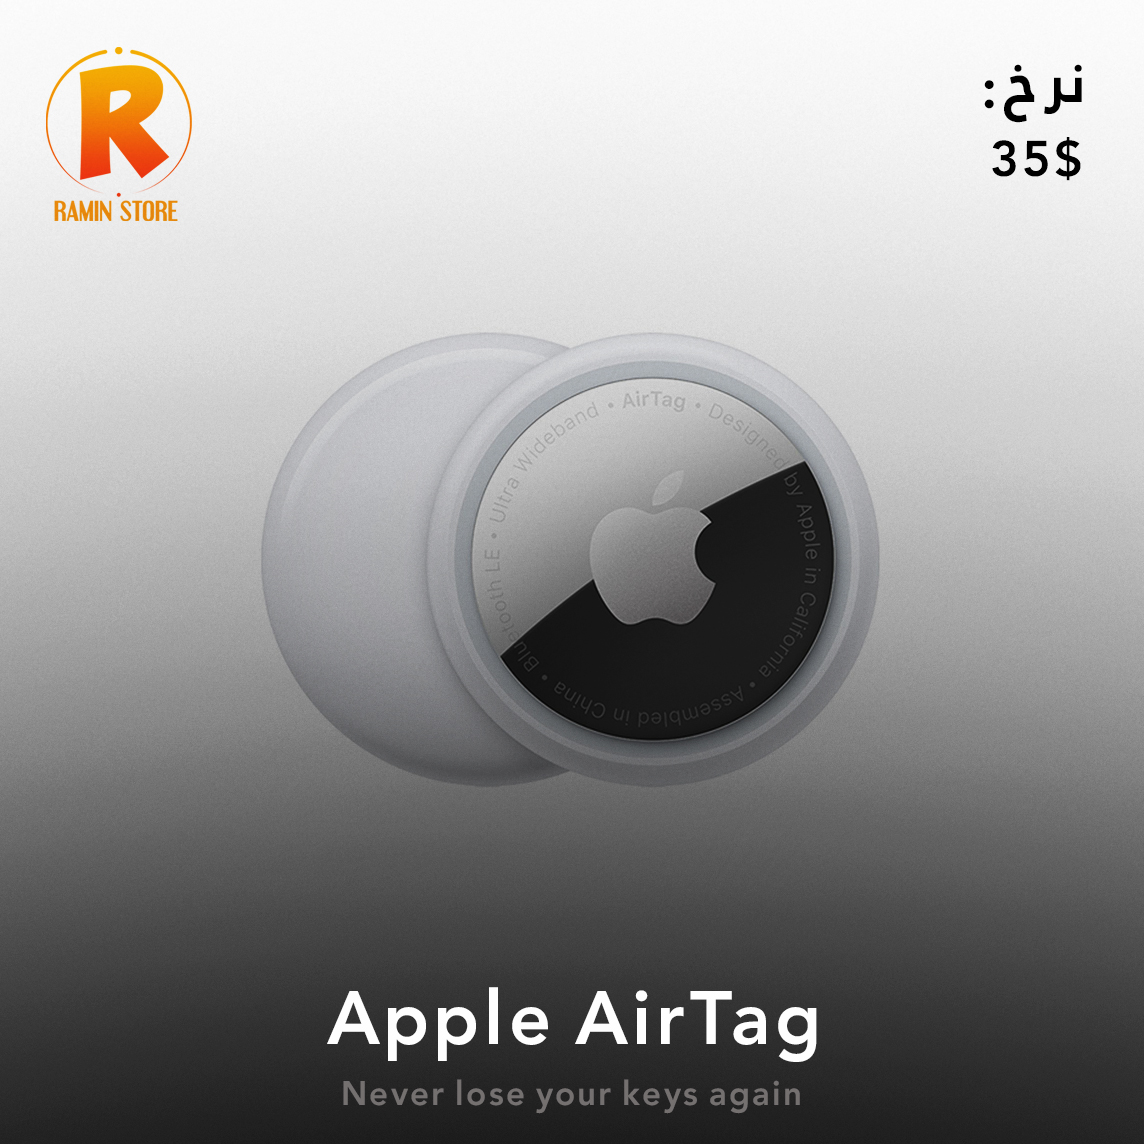 RAMIN STORE
نرخ:
35$
Bluetooth LE • Ultra Wideband • AirTag • Designed by Apple in California • Assembled in China •
Apple AirTag
Never lose your keys again